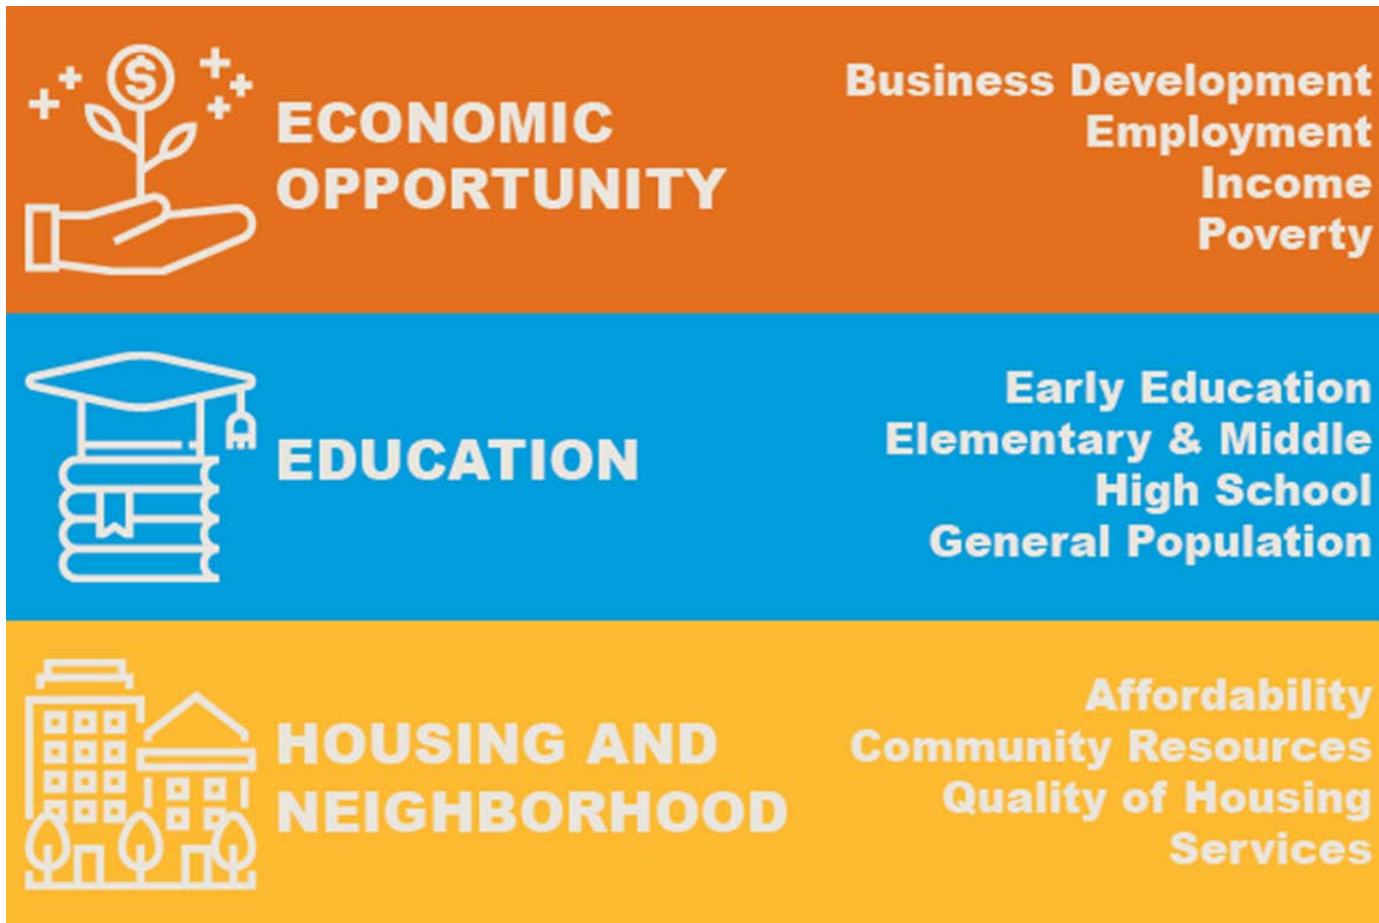 ECONOMIC
OPPORTUNITY
Business Development
Employment
Income
Poverty
EDUCATION
Early Education
Elementary & Middle
High School
General Population
HOUSING AND
NEIGHBORHOOD
Affordability
Community Resources
Quality of Housing
Services